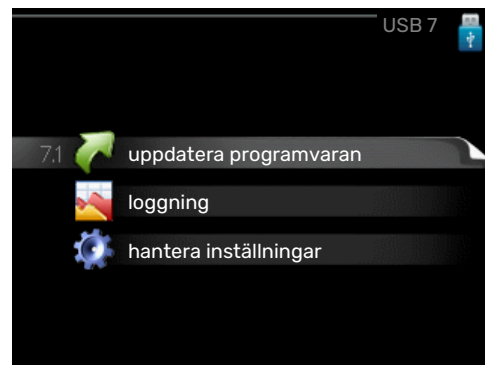 USB 7
7.1 uppdatera programvaran
loggning
hantera inställningar